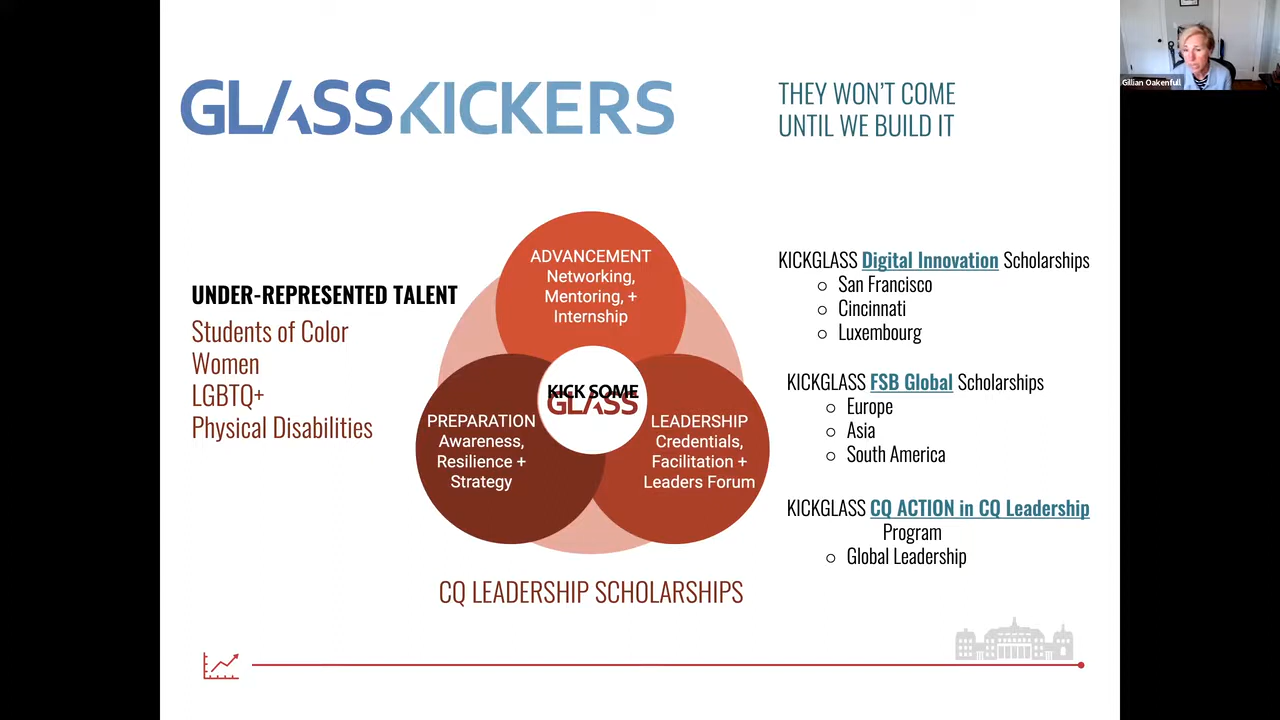 GLASSKICKERS
THEY WON'T COME
UNTIL WE BUILD IT
Gillian Oakenfull
UNDER-REPRESENTED TALENT
Students of Color
Women
LGBTQ+
Physical Disabilities
ADVANCEMENT
Networking,
Mentoring, +
Internship
KICK SOME
GLASS
PREPARATION
Awareness,
Resilience +
Strategy
LEADERSHIP
Credentials,
Facilitation +
Leaders Forum
CQ LEADERSHIP SCHOLARSHIPS
KICKGLASS Digital Innovation Scholarships
San Francisco
Cincinnati
Luxembourg
KICKGLASS FSB Global Scholarships
Europe
Asia
South America
KICKGLASS CQ ACTION in CQ Leadership
Program
Global Leadership